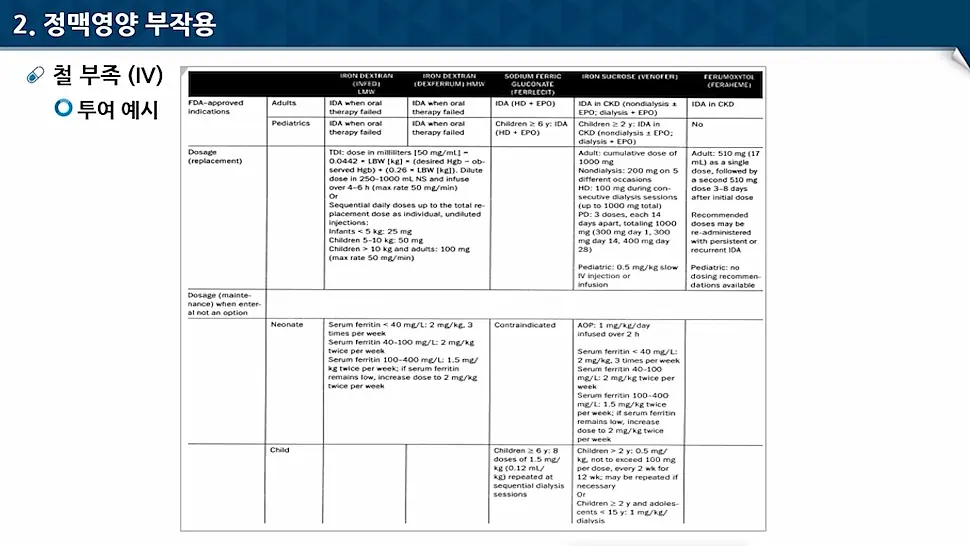 2. 정맥영양 부작용
철 부족 (IV)
투여 예시
IRON DEXTRAN
(INFED)
LMW
IRON DEXTRAN
(DEXFERRUM) HMW
SODIUM FERRIC
GLUCONATE
(FERRLECIT)
IRON SUCROSE (VENOFER)
FERUMOXYTOL
(FERAHEME)
FDA-approved
indications
Adults
IDA when oral
therapy failed
IDA when oral
therapy failed
IDA (HD + EPO)
IDA in CKD (nondialysis ±
EPO; dialysis + EPO)
IDA in CKD
Pediatrics
IDA when oral
therapy failed
IDA when oral
therapy failed
Children ≥ 6 y: IDA
(HD + EPO)
Children ≥ 2 y: IDA in
CKD (nondialysis ± EPO;
dialysis + EPO)
No
Dosage
(replacement)
TDI: dose in milliliters [50 mg/mL] =
0.0442 × LBW [kg] × (desired Hgb − ob-
served Hgb) + (0.26 × LBW [kg]). Dilute
dose in 250–1000 mL NS and infuse
over 4–6 h (max rate 50 mg/min)
Or
Sequential daily doses up to the total re-
placement dose as individual, undiluted
injections:
Infants < 5 kg: 25 mg
Children 5–10 kg: 50 mg
Children > 10 kg and adults: 100 mg
(max rate 50 mg/min)
Adult: cumulative dose of
1000 mg
Nondialysis: 200 mg on 5
different occasions
HD: 100 mg during con-
secutive dialysis sessions
(up to 1000 mg total)
PD: 3 doses, each 14
days apart, totaling 1000
mg (300 mg day 1, 300
mg day 14, 400 mg day
28)
Pediatric: 0.5 mg/kg slow
IV injection or
infusion
Adult: 510 mg (17
mL) as a single
dose, followed by
a second 510 mg
dose 3–8 days
after initial dose
Recommended
doses may be
re-administered
with persistent or
recurrent IDA
Pediatric: no
dosing recommen-
dations available
Dosage (mainte-
nance) when enter-
al not an option
Neonate
Serum ferritin < 40 mg/L: 2 mg/kg, 3
times per week
Serum ferritin 40–100 mg/L: 2 mg/kg
twice per week
Serum ferritin 100–400 mg/L: 1.5 mg/
kg twice per week; if serum ferritin
remains low, increase dose to 2 mg/kg
twice per week
Contraindicated
AOP: 1 mg/kg/day
infused over 2 h
Serum ferritin < 40 mg/L:
2 mg/kg, 3 times per week
Serum ferritin 40–100
mg/L: 2 mg/kg twice per
week
Serum ferritin 100–400
mg/L: 1.5 mg/kg twice
per week; if serum ferritin
remains low, increase
dose to 2 mg/kg twice
per week
Child
Children ≥ 6 y: 8
doses of 1.5 mg/
kg (0.12 mL/
kg) repeated at
sequential dialysis
sessions
Children > 2 y: 0.5 mg/
kg, not to exceed 100 mg
per dose, every 2 wk for
12 wk; may be repeated if
necessary
Or
Children ≥ 2 y and adoles-
cents < 15 y: 1 mg/kg/
dialysis